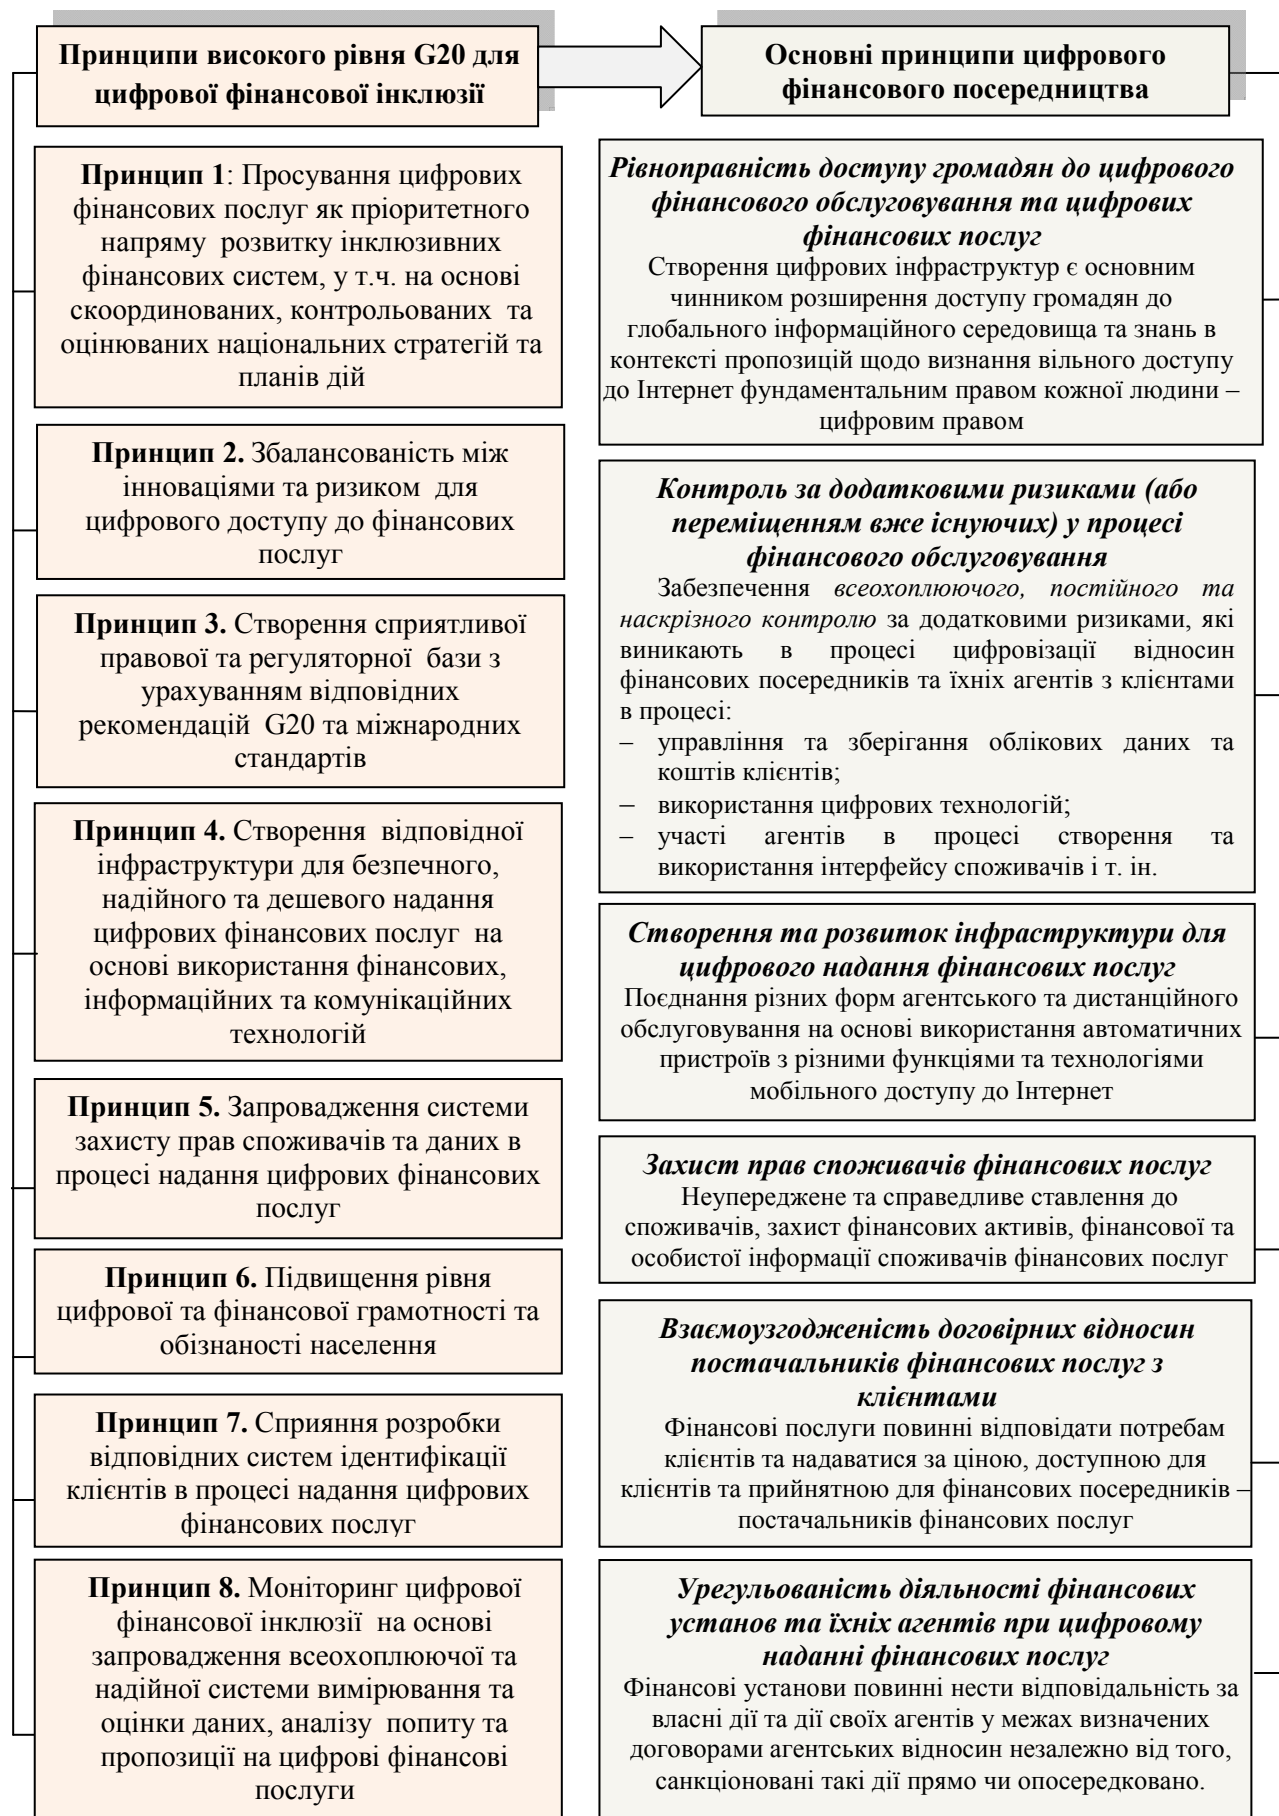 Принципи високого рівня G20 для
цифрової фінансової інклюзії
Основні принципи цифрового
фінансового посередництва
Принцип 1: Просування цифрових
фінансових послуг як пріоритетного
напряму розвитку інклюзивних
фінансових систем, у т.ч. на основі
скоординованих, контрольованих та
оцінюваних національних стратегій та
планів дій
Принцип 2. Збалансованість між
інноваціями та ризиком для
цифрового доступу до фінансових
послуг
Принцип 3. Створення сприятливої
правової та регуляторної бази з
урахуванням відповідних
рекомендацій G20 та міжнародних
стандартів
Принцип 4. Створення відповідної
інфраструктури для безпечного,
надійного та дешевого надання
цифрових фінансових послуг на
основі використання фінансових,
інформаційних та комунікаційних
технологій
Принцип 5. Запровадження системи
захисту прав споживачів та даних в
процесі надання цифрових фінансових
послуг
Принцип 6. Підвищення рівня
цифрової та фінансової грамотності та
обізнаності населення
Принцип 7. Сприяння розробки
відповідних систем ідентифікації
клієнтів в процесі надання цифрових
фінансових послуг
Принцип 8. Моніторинг цифрової
фінансової інклюзії на основі
запровадження всеохоплюючої та
надійної системи вимірювання та
оцінки даних, аналізу попиту та
пропозиції на цифрові фінансові
послуги
Рівноправність доступу громадян до цифрового
фінансового обслуговування та цифрових
фінансових послуг
Створення цифрових інфраструктур є основним
чинником розширення доступу громадян до
глобального інформаційного середовища та знань в
контексті пропозицій щодо визнання вільного доступу
до Інтернет фундаментальним правом кожної людини –
цифровим правом
Контроль за додатковими ризиками (або
переміщенням вже існуючих) у процесі
фінансового обслуговування
Забезпечення всеохоплюючого, постійного та
наскрізного контролю за додатковими ризиками, які
виникають в процесі цифровізації відносин
фінансових посередників та їхніх агентів з клієнтами
в процесі:
– управління та зберігання облікових даних та
коштів клієнтів;
– використання цифрових технологій;
– участі агентів в процесі створення та
використання інтерфейсу споживачів і т. ін.
Створення та розвиток інфраструктури для
цифрового надання фінансових послуг
Поєднання різних форм агентського та дистанційного
обслуговування на основі використання автоматичних
пристроїв з різними функціями та технологіями
мобільного доступу до Інтернет
Захист прав споживачів фінансових послуг
Неупереджене та справедливе ставлення до
споживачів, захист фінансових активів, фінансової та
особистої інформації споживачів фінансових послуг
Взаємоузгодженість договірних відносин
постачальників фінансових послуг з
клієнтами
Фінансові послуги повинні відповідати потребам
клієнтів та надаватися за ціною, доступною для
клієнтів та прийнятною для фінансових посередників –
постачальників фінансових послуг
Урегульованість діяльності фінансових
установ та їхніх агентів при цифровому
наданні фінансових послуг
Фінансові установи повинні нести відповідальність за
власні дії та дії своїх агентів у межах визначених
договорами агентських відносин незалежно від того,
санкціоновані такі дії прямо чи опосередковано.